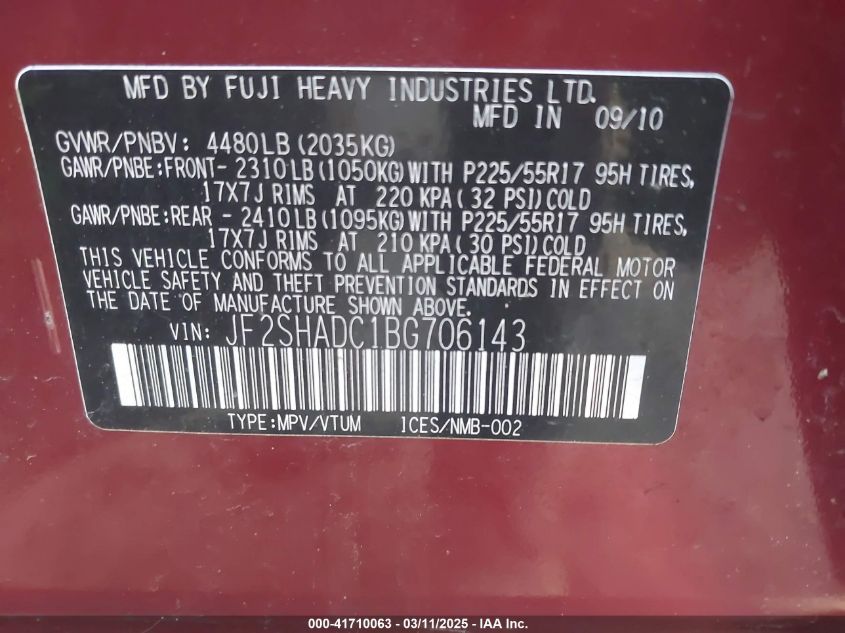 MFD BY FUJI HEAVY INDUSTRIES LTD.
MFD IN 09/10
GVWR/PNBV: 4480LB (2035KG)
GAWR/PNBE:FRONT- 2310LB(1050KG)WITH P225/55R17 95H TIRES,
17X7J RIMS AT 220 KPA( 32 PSI)COLD
GAWR/PNBE:REAR - 2410LB(1095KG)WITH P225/55R17 95H TIRES,
17X7J RIMS AT 210 KPA( 30 PSI)COLD
THIS VEHICLE CONFORMS TO ALL APPLICABLE FEDERAL MOTOR
VEHICLE SAFETY AND THEFT PREVENTION STANDARDS IN EFFECT ON
THE DATE OF MANUFACTURE SHOWN ABOVE.
VIN: JF2SHADC1BG706143
TYPE:MPV/VTUM ICES/NMB-002
000-41710063 - 03/11/2025 - IAAI.com